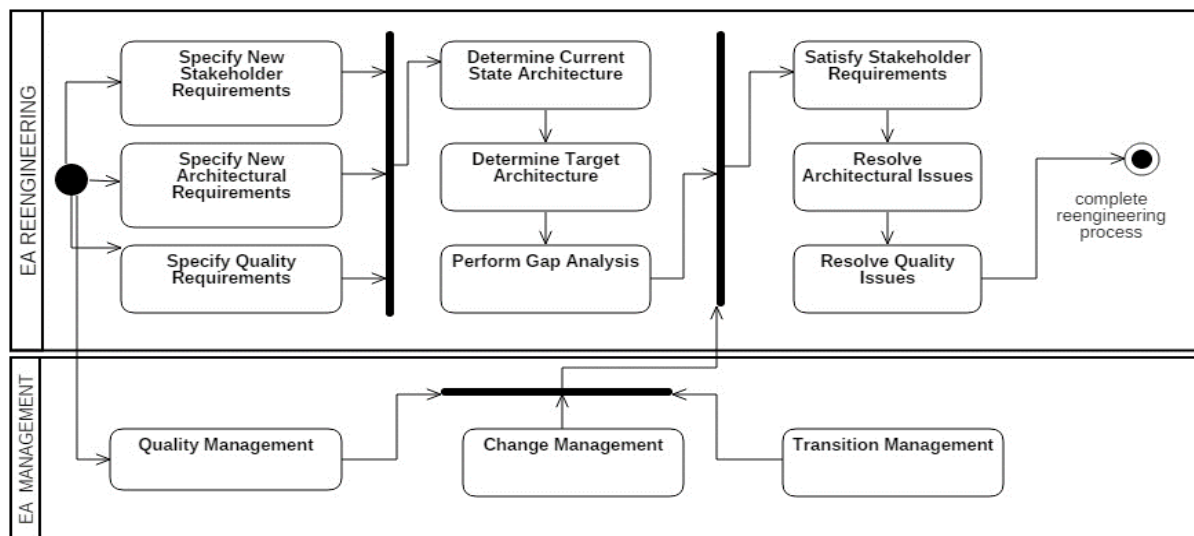 EA REENGINEERING
Specify New
Stakeholder
Requirements
Specify New
Architectural
Requirements
Specify Quality
Requirements
Determine Current
State Architecture
Determine Target
Architecture
Perform Gap Analysis
Satisfy Stakeholder
Requirements
Resolve
Architectural Issues
Resolve Quality
Issues
complete
reengineering
process
EA MANAGEMENT
Quality Management
Change Management
Transition Management